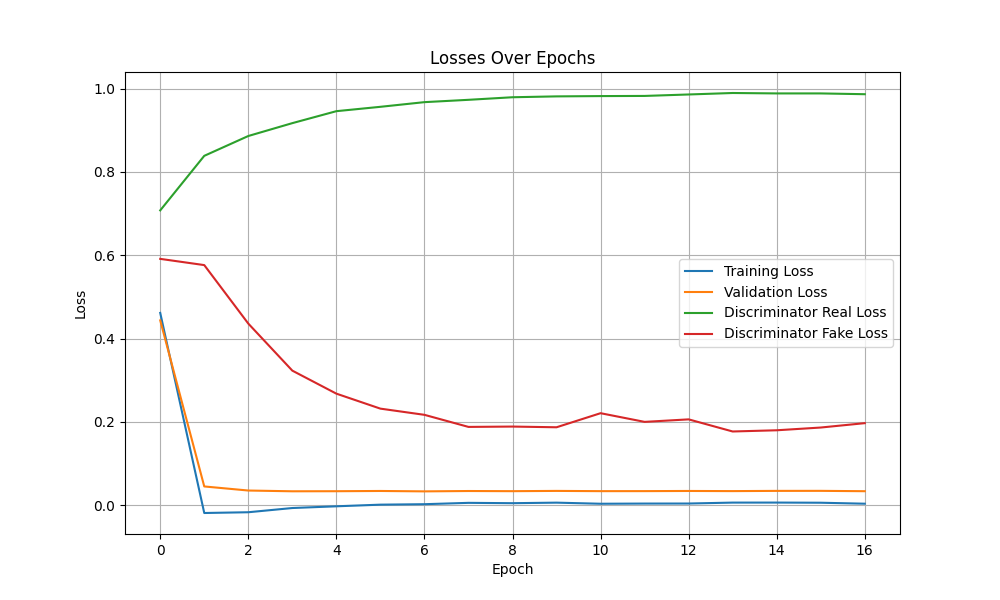 Losses Over Epochs
Loss
1.0
0.8
0.6
0.4
0.2
0.0
Training Loss
Validation Loss
Discriminator Real Loss
Discriminator Fake Loss
0 2 4 6 8 10 12 14 16
Epoch